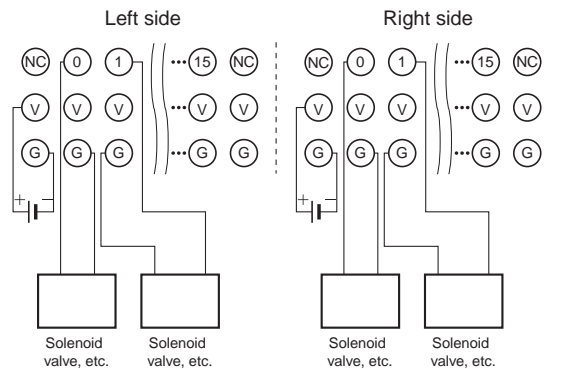 Left side Right side
NC 0 1 ••• 15 NC NC 0 1 ••• 15 NC
V V V ••• V V V V V ••• V V
G G G ••• G G G G G ••• G G
+ − + −
Solenoid valve, etc. Solenoid valve, etc. Solenoid valve, etc. Solenoid valve, etc.